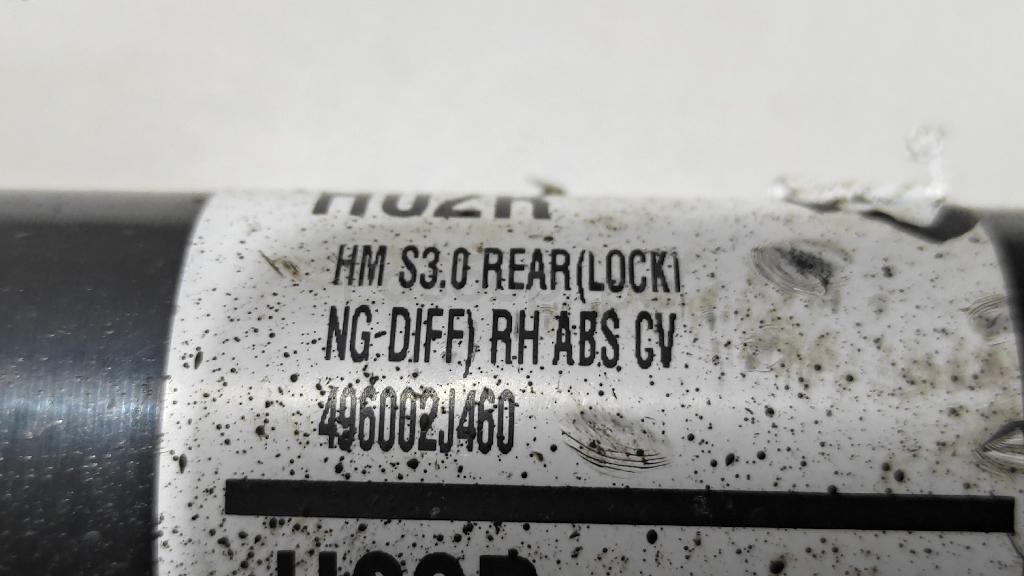 HM S3.0 REAR(LOCKI
NG-DIFF) RH ABS CV
496002J460